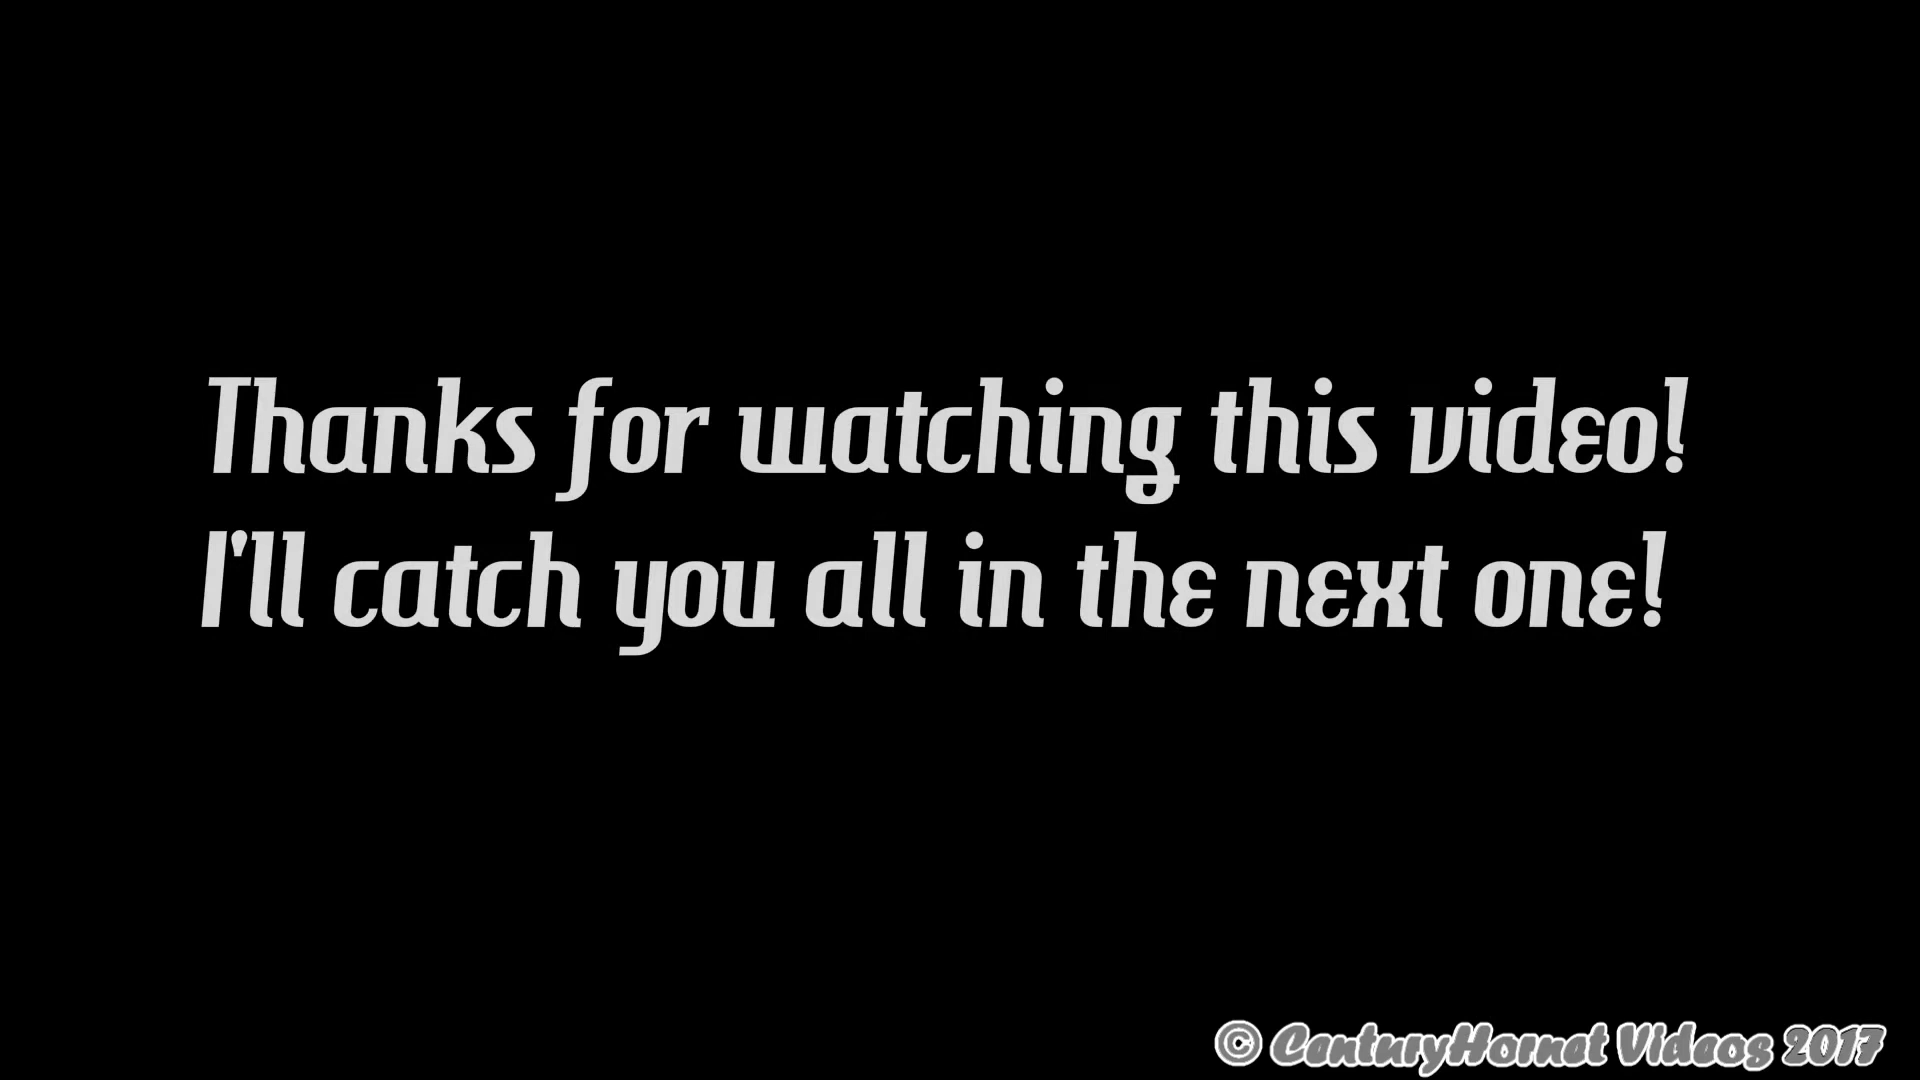 Thanks for watching this video!
I'll catch you all in the next one!
© CenturyHornet Videos 2017